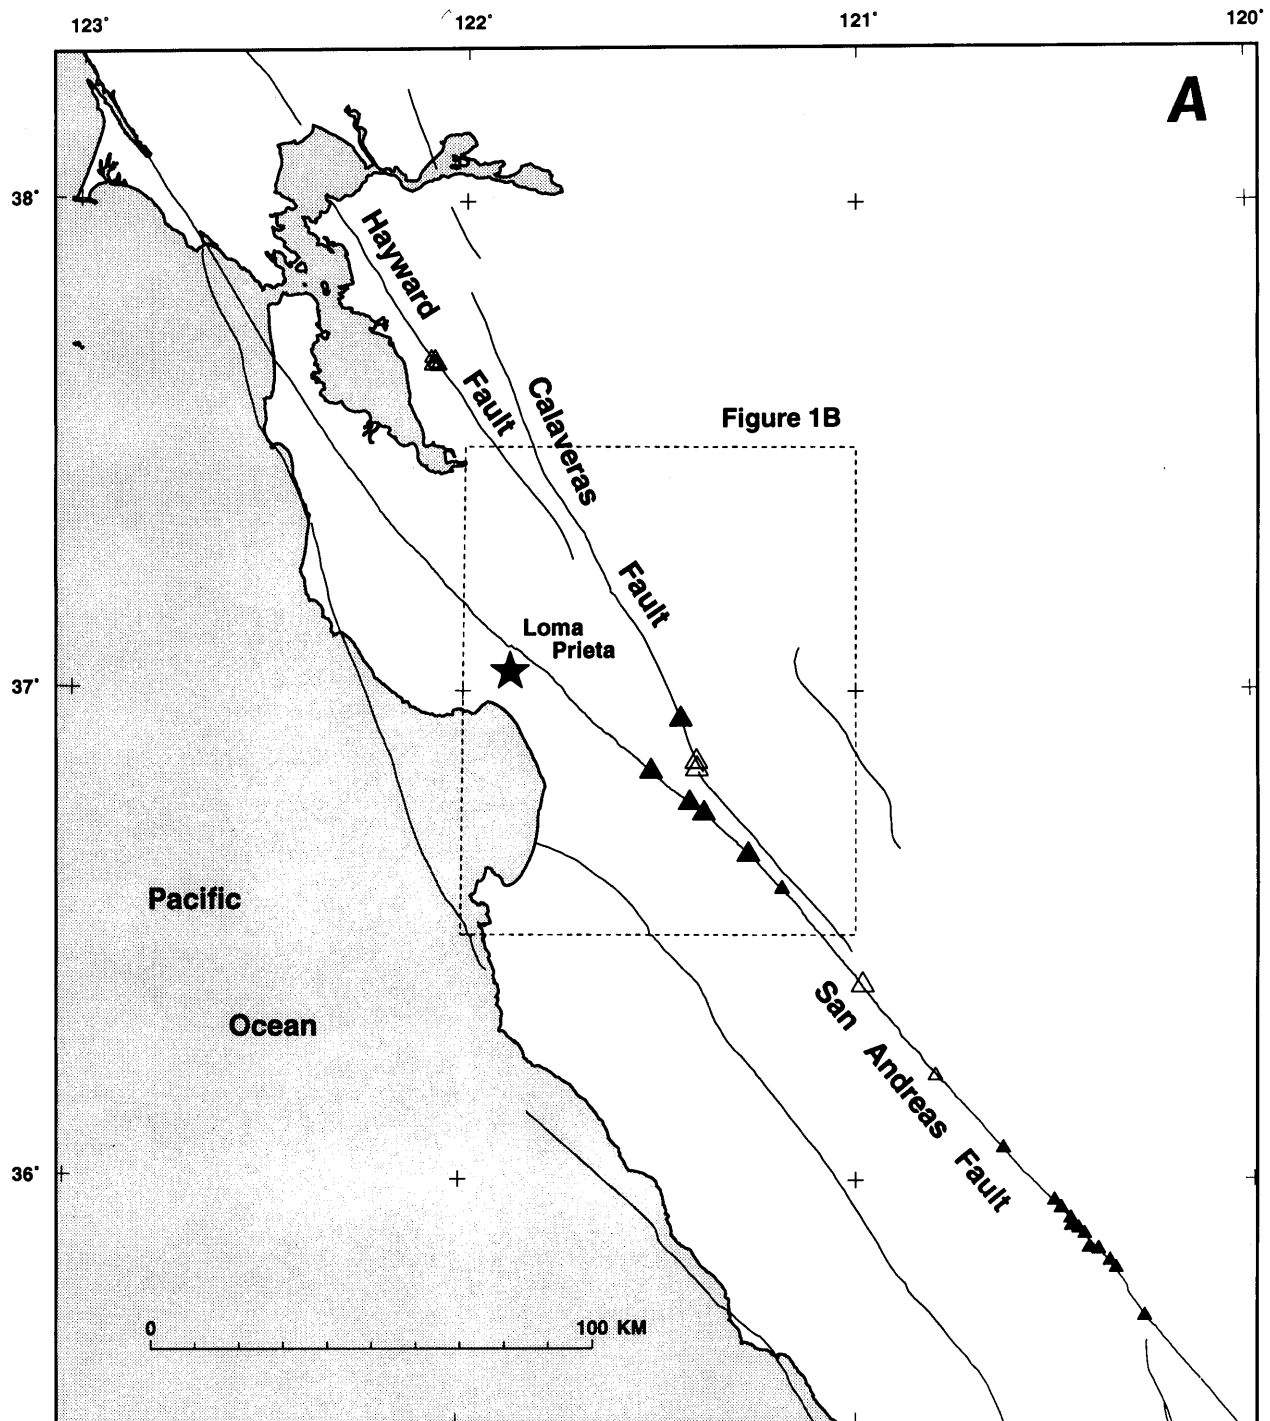 123°
122°
121°
120°
A
38°
Hayward
Fault
Calaveras
Fault
Figure 1B
Loma
Prieta
37°
Pacific
Ocean
San Andreas Fault
36°
0
100 KM